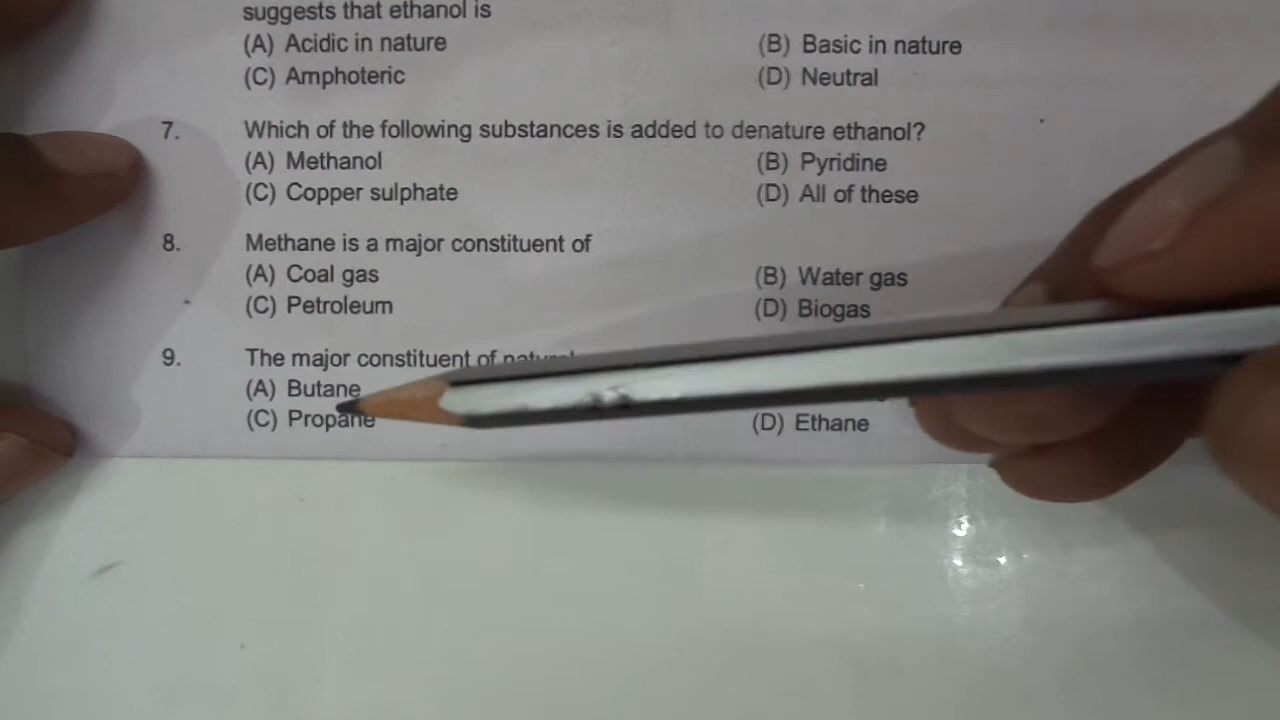 suggests that ethanol is
(A) Acidic in nature (B) Basic in nature
(C) Amphoteric (D) Neutral
7. Which of the following substances is added to denature ethanol?
(A) Methanol (B) Pyridine
(C) Copper sulphate (D) All of these
8. Methane is a major constituent of
(A) Coal gas (B) Water gas
(C) Petroleum (D) Biogas
9. The major constituent of natural
(A) Butane
(C) Propane (D) Ethane